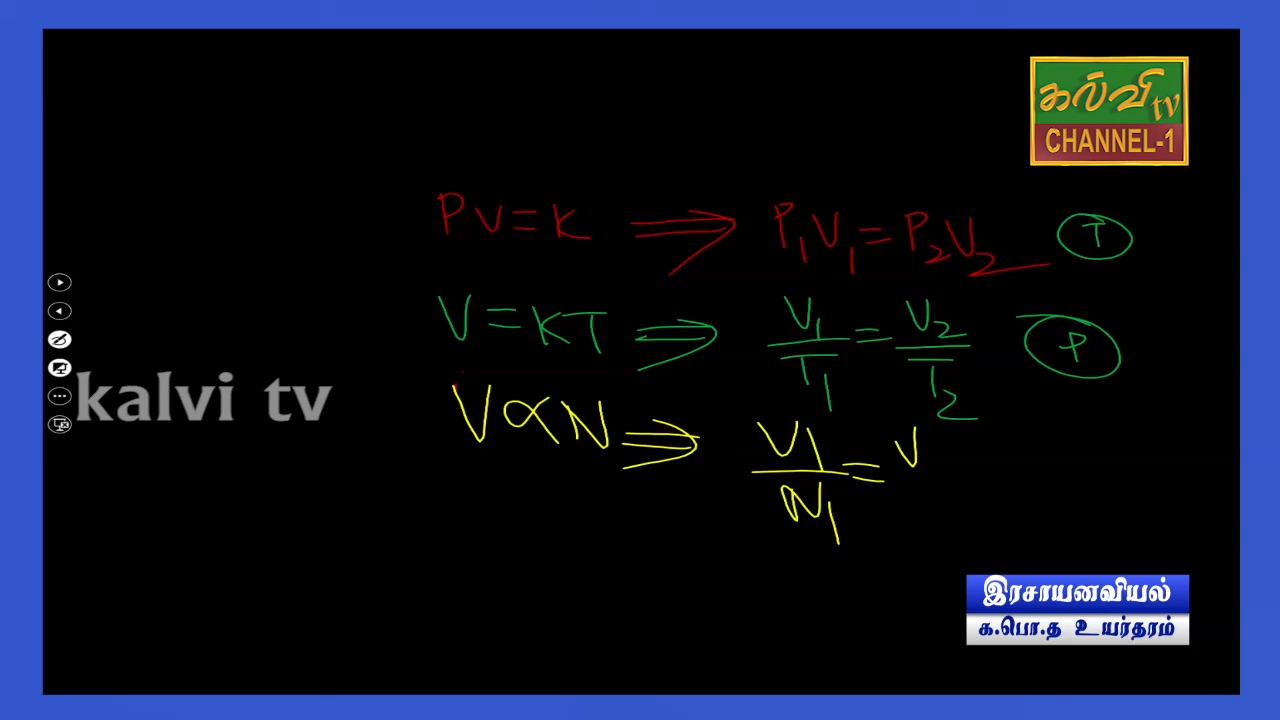 கல்வி tv
CHANNEL-1
PV=K ⟹ P₁V₁=P₂V₂ T
V=KT ⟹ V₁/T₁ = V₂/T₂ P
kalvi tv
V∝N ⟹ V₁/N₁ = V
இரசாயனவியல்
க.பொ.த உயர்தரம்